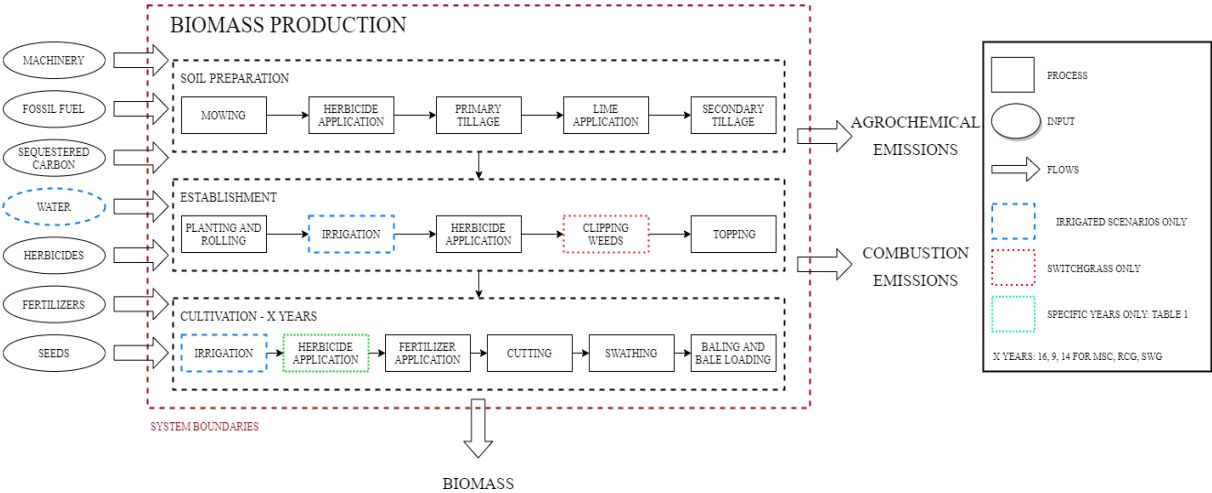 BIOMASS PRODUCTION
MACHINERY
FOSSIL FUEL
SEQUESTERED
CARBON
WATER
HERBICIDES
FERTILIZERS
SEEDS
SOIL PREPARATION
MOWING
HERBICIDE
APPLICATION
PRIMARY
TILLAGE
LIME
APPLICATION
SECONDARY
TILLAGE
ESTABLISHMENT
PLANTING AND
ROLLING
IRRIGATION
HERBICIDE
APPLICATION
CLIPPING
WEEDS
TOPPING
CULTIVATION - X YEARS
IRRIGATION
HERBICIDE
APPLICATION
FERTILIZER
APPLICATION
CUTTING
SWATHING
BALING AND
BALE LOADING
SYSTEM BOUNDARIES
BIOMASS
AGROCHEMICAL
EMISSIONS
COMBUSTION
EMISSIONS
PROCESS
INPUT
FLOWS
IRRIGATED SCENARIOS ONLY
SWITCHGRASS ONLY
SPECIFIC YEARS ONLY: TABLE 1
X YEARS: 16, 9, 14 FOR MSC, RCG, SWG